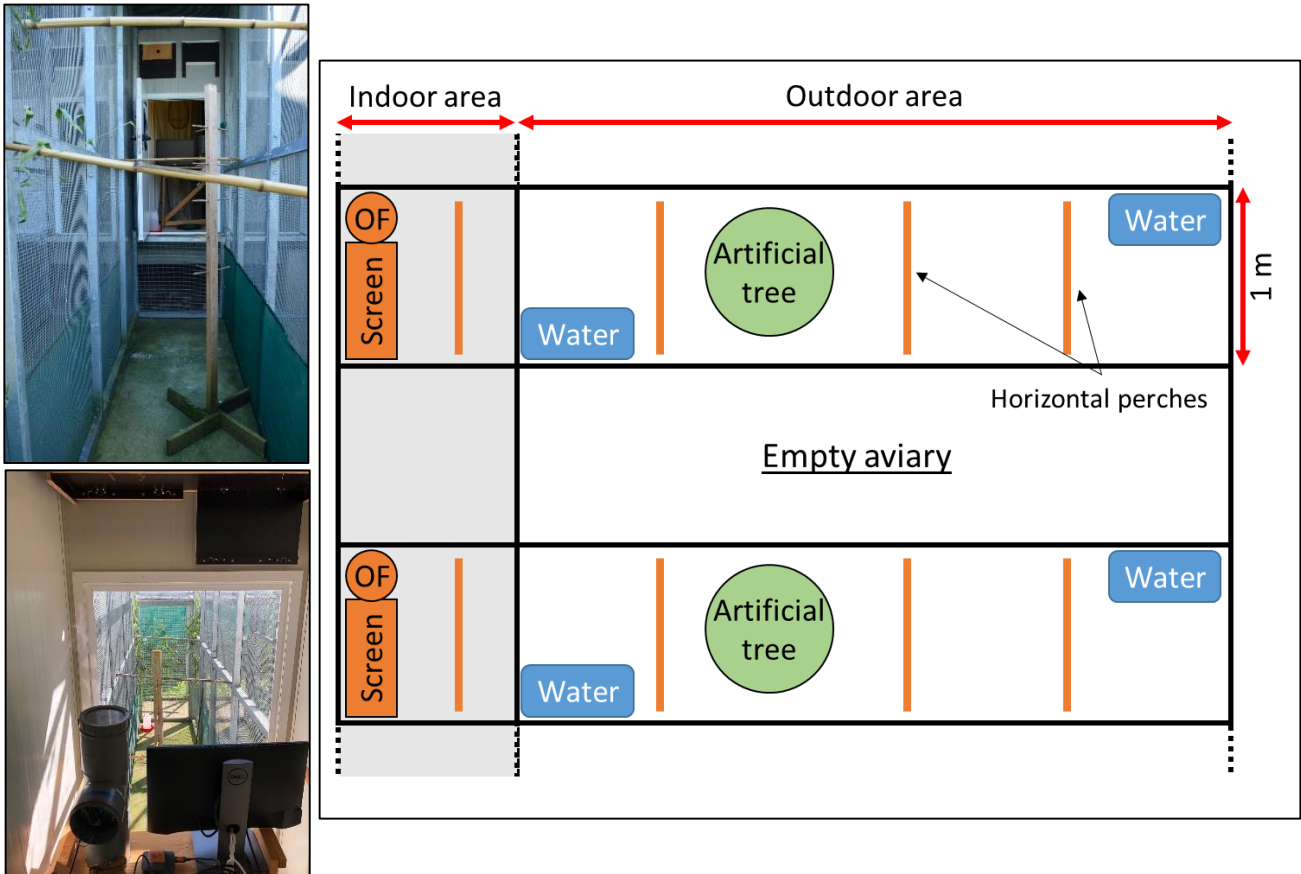 Indoor area
Outdoor area
OF
Screen
Water
Artificial
tree
Water
1 m
Horizontal perches
Empty aviary
OF
Screen
Water
Artificial
tree
Water
DELL